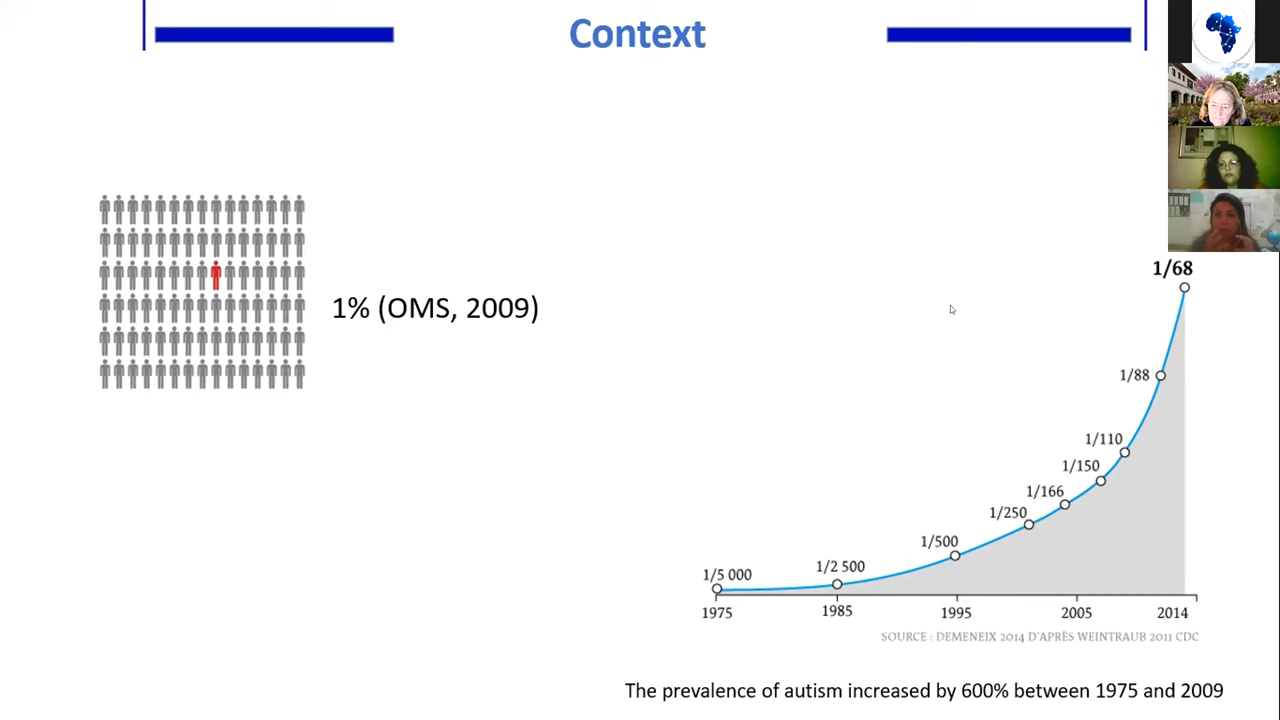 Context
1% (OMS, 2009)
1/68
1/88
1/110
1/150
1/166
1/250
1/500
1/2 500
1/5 000
1975 1985 1995 2005 2014
SOURCE : DEMENEIX 2014 D'APRÈS WEINTRAUB 2011 CDC
The prevalence of autism increased by 600% between 1975 and 2009